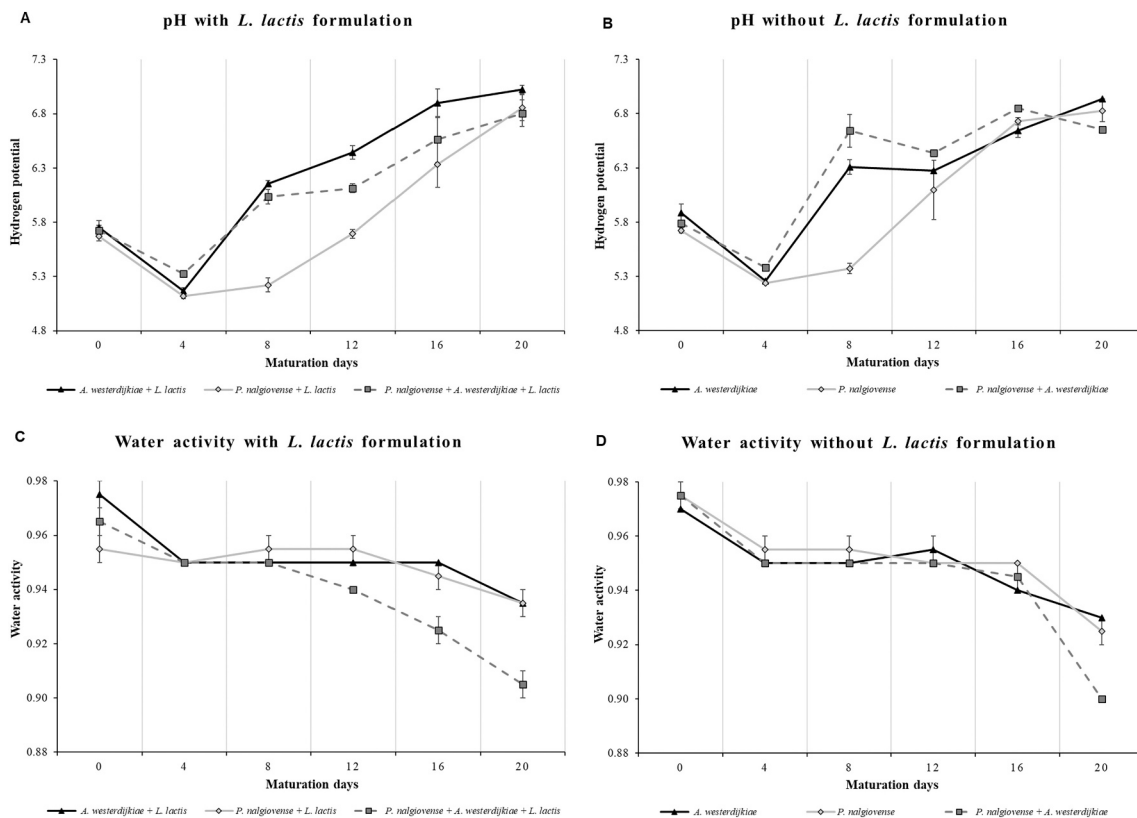 A
pH with L. lactis formulation
7.3
6.8
6.3
5.8
5.3
4.8
Hydrogen potential
0 4 8 12 16 20
Maturation days
A. westerdijkiae + L. lactis P. nalgiovense + L. lactis P. nalgiovense + A. westerdijkiae + L. lactis
B
pH without L. lactis formulation
7.3
6.8
6.3
5.8
5.3
4.8
Hydrogen potential
0 4 8 12 16 20
Maturation days
A. westerdijkiae P. nalgiovense P. nalgiovense + A. westerdijkiae
C
Water activity with L. lactis formulation
0.98
0.96
0.94
0.92
0.90
0.88
Water activity
0 4 8 12 16 20
Maturation days
A. westerdijkiae + L. lactis P. nalgiovense + L. lactis P. nalgiovense + A. westerdijkiae + L. lactis
D
Water activity without L. lactis formulation
0.98
0.96
0.94
0.92
0.90
0.88
Water activity
0 4 8 12 16 20
Maturation days
A. westerdijkiae P. nalgiovense P. nalgiovense + A. westerdijkiae